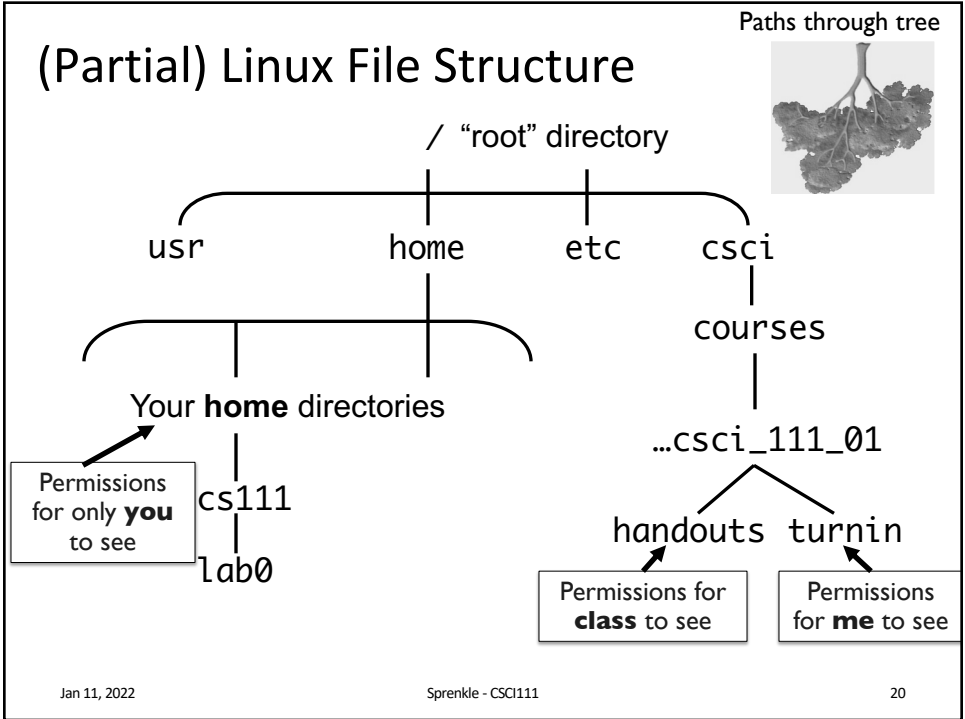 Paths through tree
(Partial) Linux File Structure
/ “root” directory
usr home etc csci
courses
Your home directories
…csci_111_01
Permissions
for only you
to see
cs111
lab0
handouts turnin
Permissions for
class to see
Permissions
for me to see
Jan 11, 2022 Sprenkle - CSCI111 20